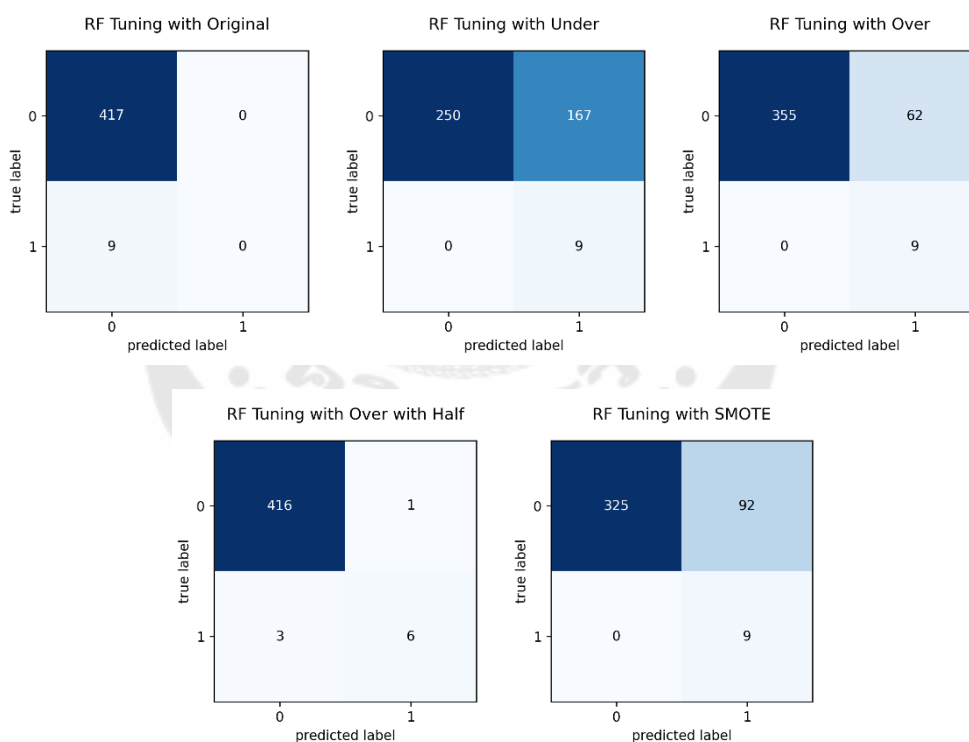 RF Tuning with Original
RF Tuning with Under
RF Tuning with Over
0
417
0
true label
1
9
0
0
1
predicted label
0
250
167
true label
1
0
9
0
1
predicted label
0
355
62
true label
1
0
9
0
1
predicted label
RF Tuning with Over with Half
RF Tuning with SMOTE
0
416
1
true label
1
3
6
0
1
predicted label
0
325
92
true label
1
0
9
0
1
predicted label